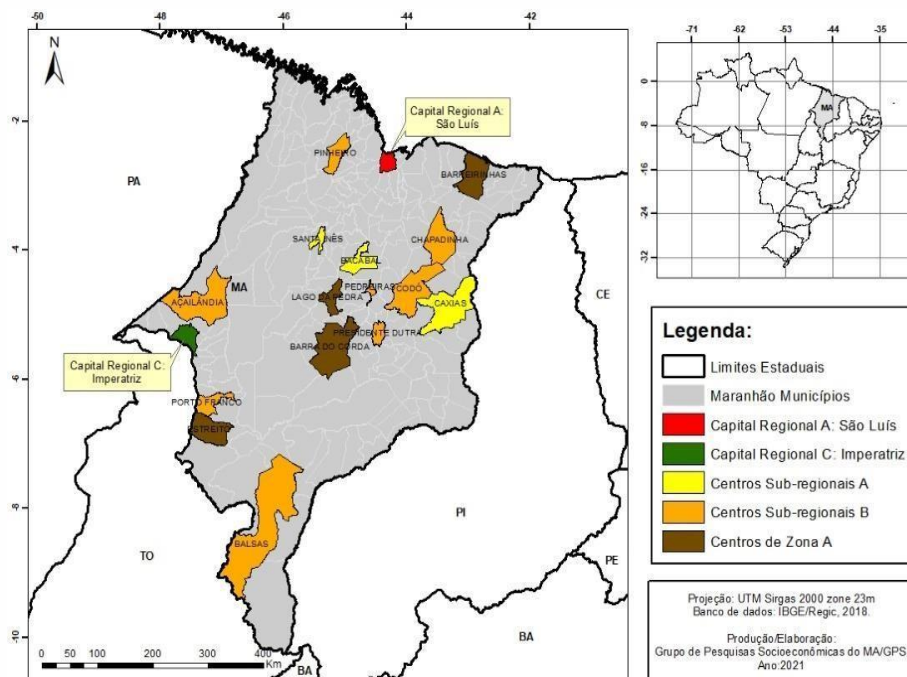 -50
-48
-46
-44
-42
N
-2
-4
-6
-8
-10
Capital Regional A:
São Luís
PINHEIRO
BARREIRINHAS
PA
SANTA INÊS
CHAPADINHA
BACABAL
MA
AÇAILÂNDIA
LAGO DA PEDRA
PEDREIRAS
CODÓ
CAXIAS
CE
PRESIDENTE DUTRA
BARRA DO CORDA
Capital Regional C:
Imperatriz
PORTO FRANCO
ESTREITO
BALSAS
PI
TO
PE
BA
BA
0 50 100 200 300 400
Km
-71
-62
-53
-44
-35
0
-8
-16
-24
-32
MA
Legenda:
Limites Estaduais
Maranhão Municípios
Capital Regional A: São Luís
Capital Regional C: Imperatriz
Centros Sub-regionais A
Centros Sub-regionais B
Centros de Zona A
Projeção: UTM Sirgas 2000 zone 23m
Banco de dados: IBGE/Regic, 2018.
Produção/Elaboração:
Grupo de Pesquisas Socioeconômicas do MA/GPS
Ano:2021